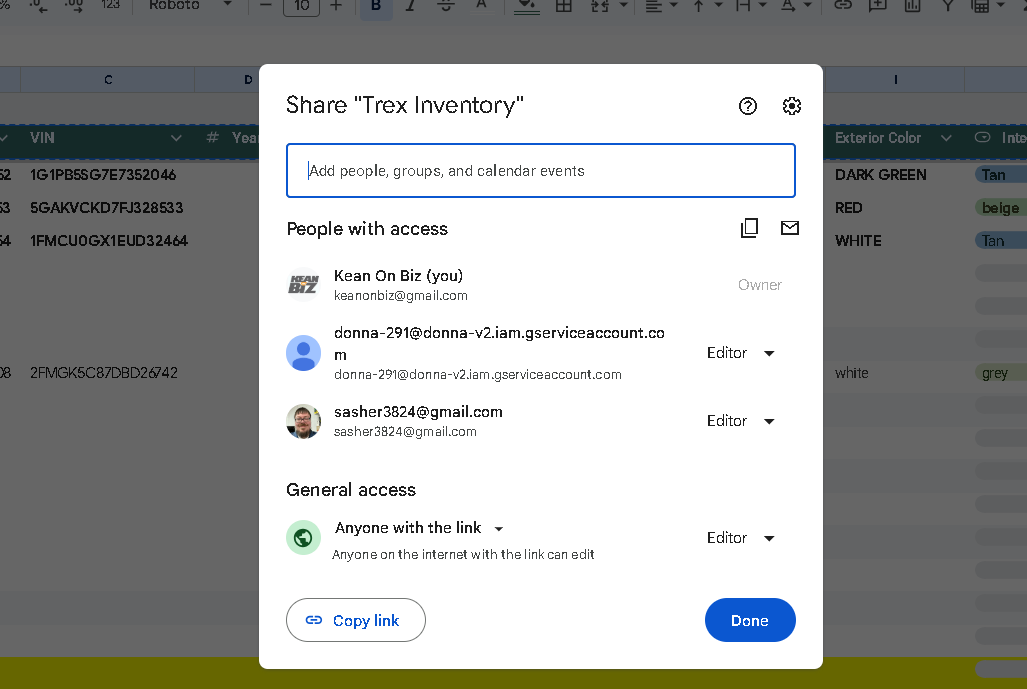 123
Roboto
10
B
I
A
C
D
I
VIN
# Yea
Exterior Color
Inte
52
1G1PB5SG7E7352046
DARK GREEN
Tan
53
5GAKVCKD7FJ328533
RED
beige
54
1FMCU0GX1EUD32464
WHITE
Tan
08
2FMGK5C87DBD26742
white
grey
Share "Trex Inventory"
Add people, groups, and calendar events
People with access
KEAN
ON
BIZ
Kean On Biz (you)
keanonbiz@gmail.com
Owner
donna-291@donna-v2.iam.gserviceaccount.co
m
donna-291@donna-v2.iam.gserviceaccount.com
Editor
sasher3824@gmail.com
sasher3824@gmail.com
Editor
General access
Anyone with the link
Anyone on the internet with the link can edit
Editor
Copy link
Done